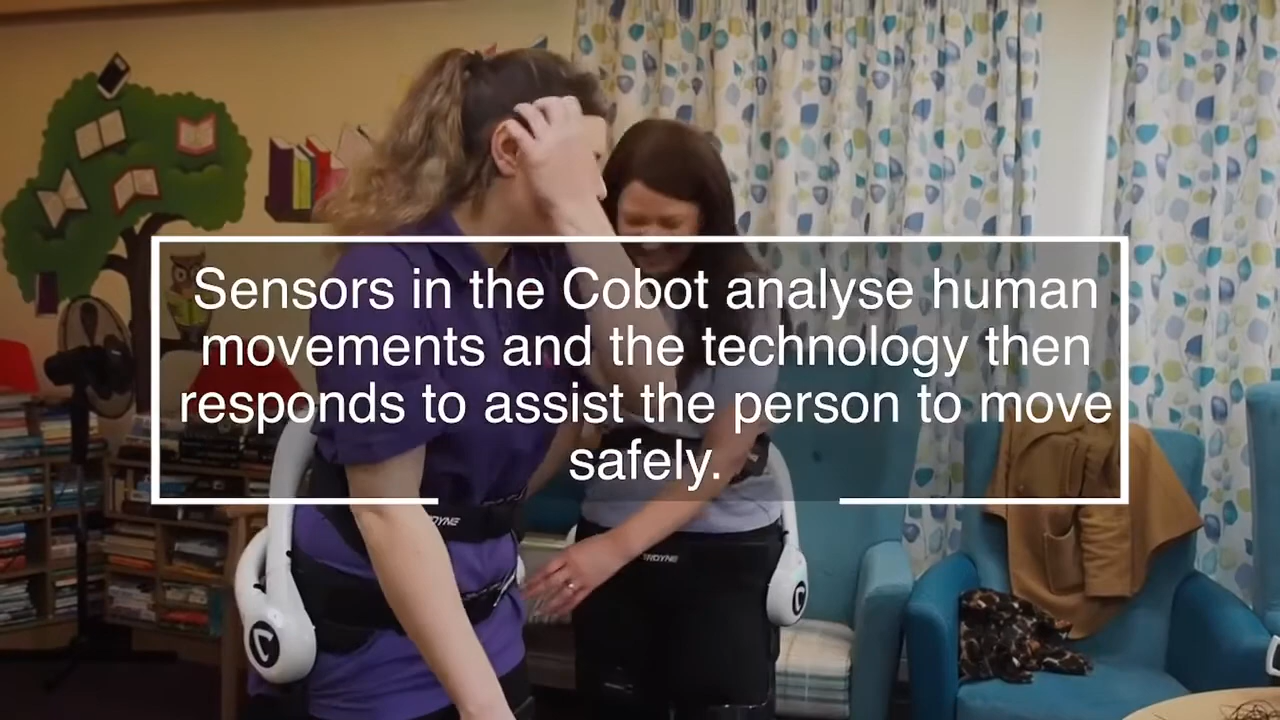 Sensors in the Cobot analyse human
movements and the technology then
responds to assist the person to move
safely.